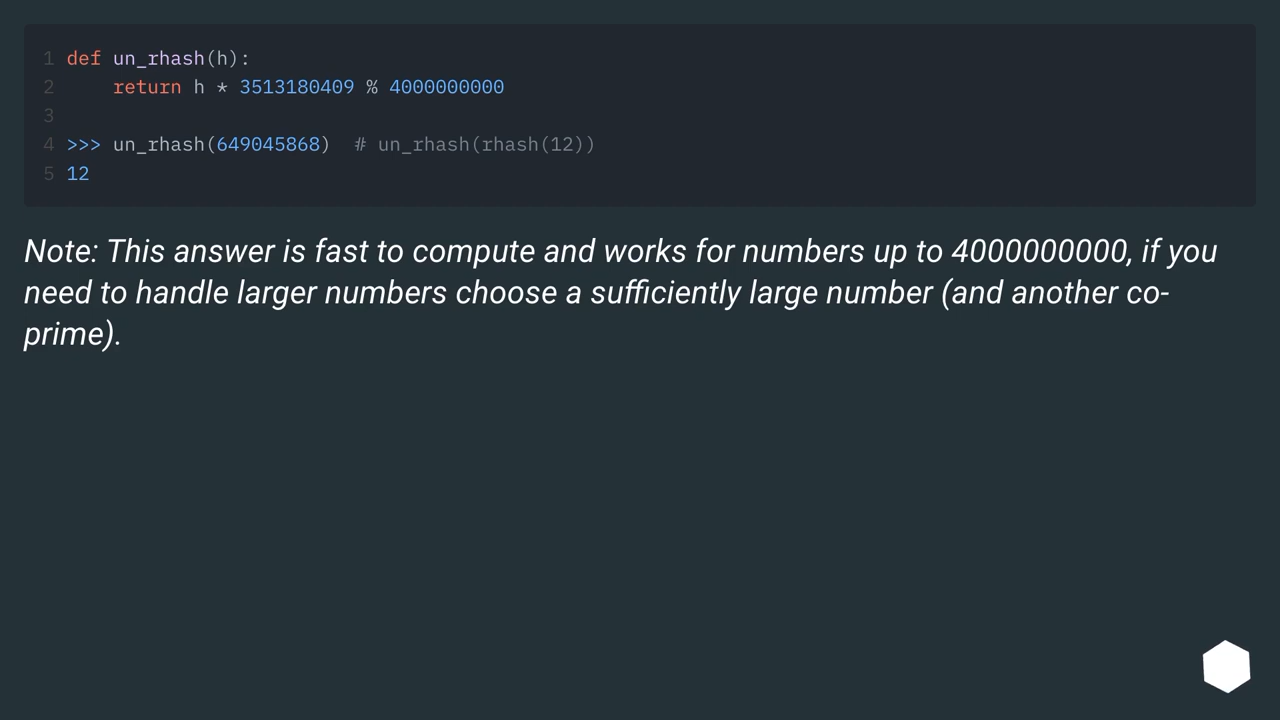 1 def un_rhash(h):
2     return h * 3513180409 % 4000000000
3
4 >>> un_rhash(649045868)  # un_rhash(rhash(12))
5 12
Note: This answer is fast to compute and works for numbers up to 4000000000, if you
need to handle larger numbers choose a sufficiently large number (and another co-
prime).